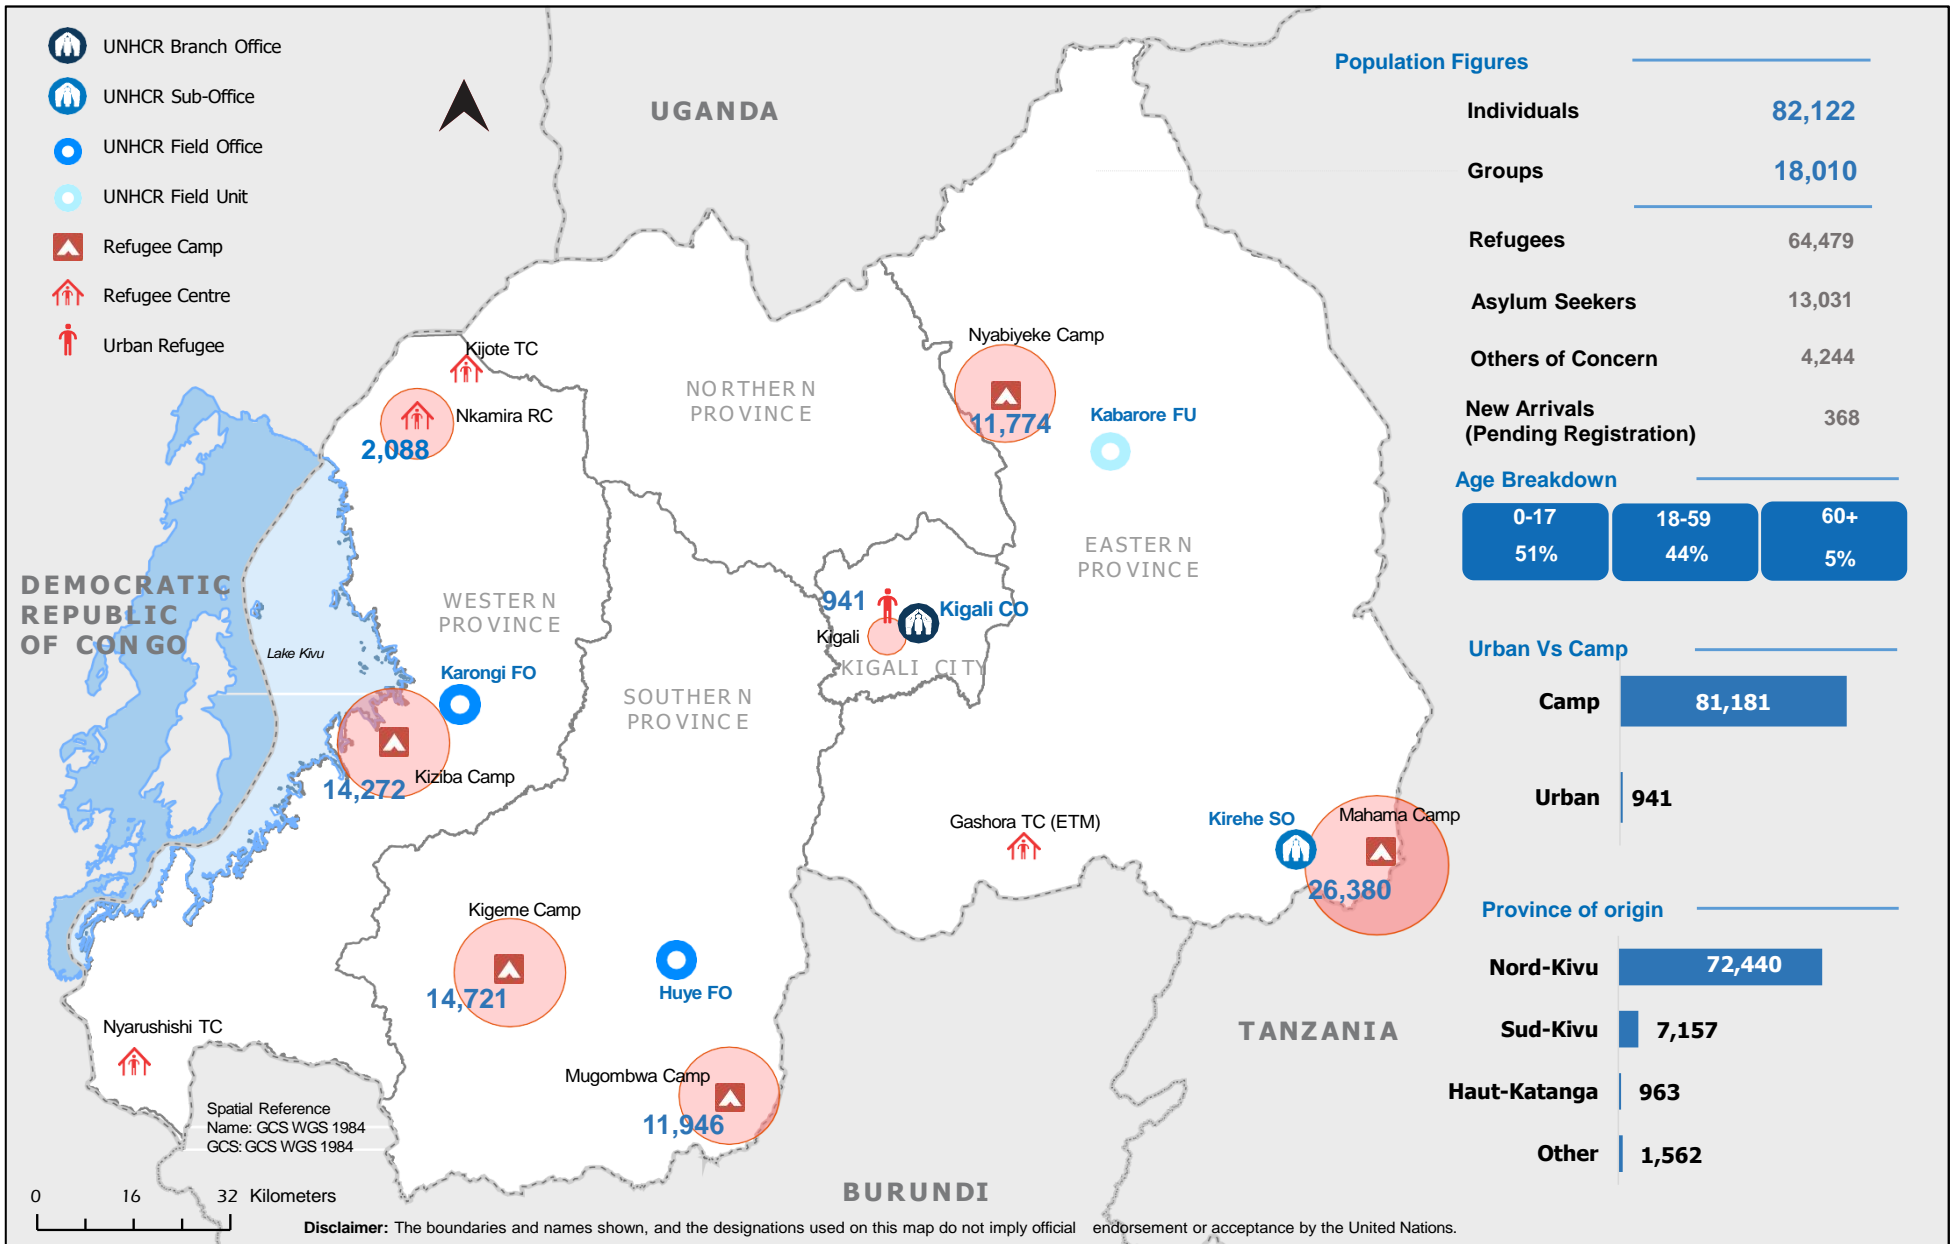 UNHCR Branch Office
UNHCR Sub-Office
UNHCR Field Office
UNHCR Field Unit
Refugee Camp
Refugee Centre
Urban Refugee
UGANDA
Kijote TC
Nkamira RC
2,088
NORTHERN
PROVINCE
Nyabiyeke Camp
11,774
Kabarore FU
EASTERN
PROVINCE
DEMOCRATIC
REPUBLIC
OF CONGO
Lake Kivu
WESTERN
PROVINCE
Karongi FO
14,272
Kiziba Camp
SOUTHERN
PROVINCE
941
Kigali CO
Kigali
KIGALI CITY
Gashora TC (ETM)
Kirehe SO
Mahama Camp
26,380
Kigeme Camp
14,721
Huye FO
Nyarushishi TC
Mugombwa Camp
11,946
TANZANIA
BURUNDI
Spatial Reference
Name: GCS WGS 1984
GCS: GCS WGS 1984
0 16 32 Kilometers
Disclaimer: The boundaries and names shown, and the designations used on this map do not imply official endorsement or acceptance by the United Nations.
Population Figures
Individuals 82,122
Groups 18,010
Refugees 64,479
Asylum Seekers 13,031
Others of Concern 4,244
New Arrivals
(Pending Registration) 368
Age Breakdown
0-17 18-59 60+
51% 44% 5%
Urban Vs Camp
Camp 81,181
Urban 941
Province of origin
Nord-Kivu 72,440
Sud-Kivu 7,157
Haut-Katanga 963
Other 1,562